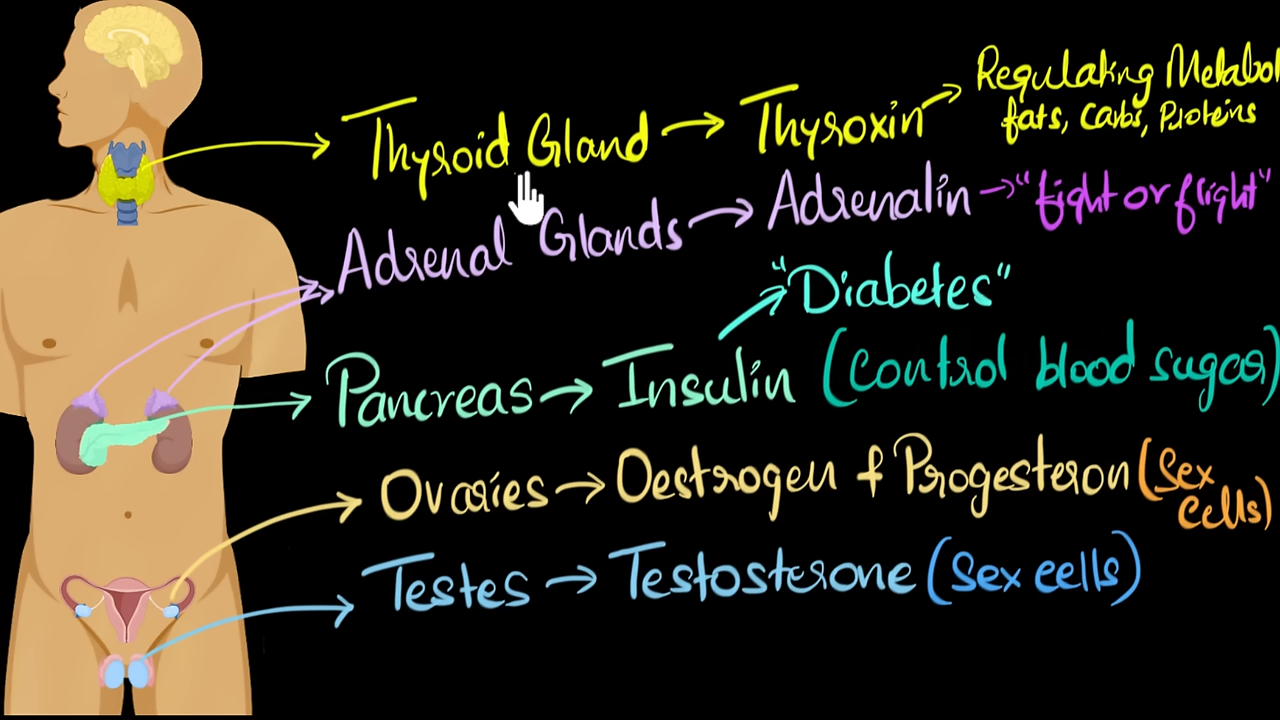 Thyroid Gland → Thyroxin → Regulating Metabol
fats, Carbs, Proteins
Adrenal Glands → Adrenalin → "fight or flight"
"Diabetes"
Pancreas → Insulin (Control blood sugar)
Ovaries → Oestrogen & Progesteron (Sex
cells)
Testes → Testosterone (Sex cells)